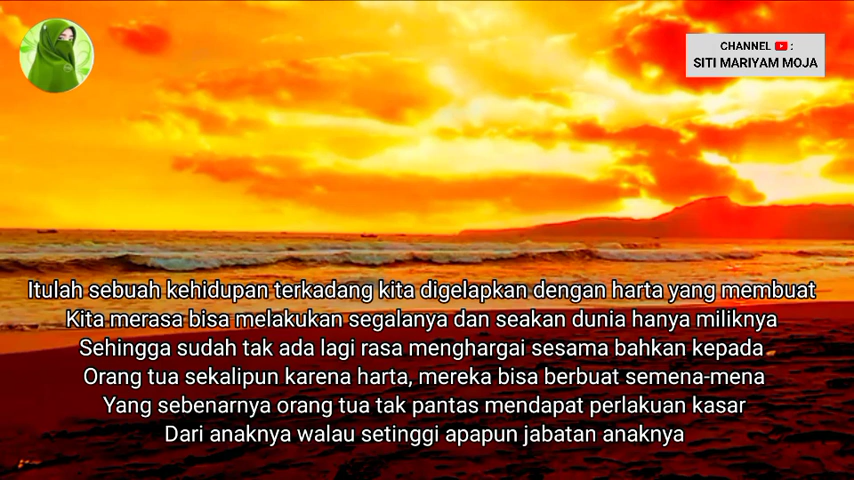 CHANNEL :
SITI MARIYAM MOJA
Itulah sebuah kehidupan terkadang kita digelapkan dengan harta yang membuat
Kita merasa bisa melakukan segalanya dan seakan dunia hanya miliknya
Sehingga sudah tak ada lagi rasa menghargai sesama bahkan kepada
Orang tua sekalipun karena harta, mereka bisa berbuat semena-mena
Yang sebenarnya orang tua tak pantas mendapat perlakuan kasar
Dari anaknya walau setinggi apapun jabatan anaknya